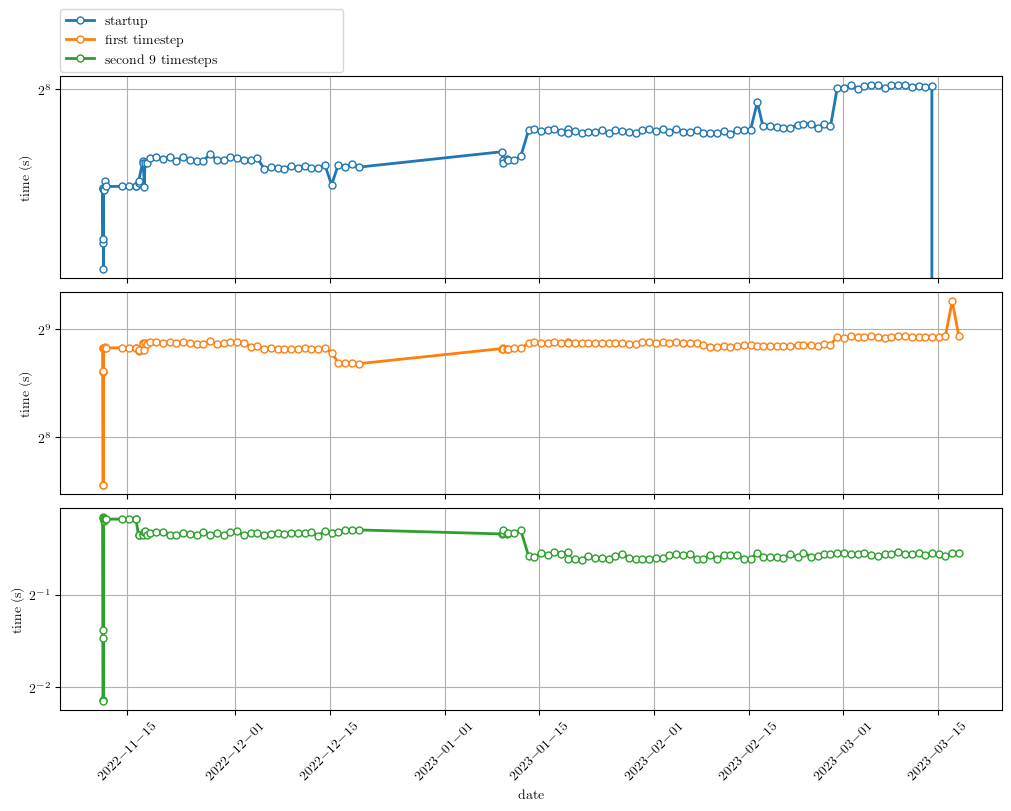 startup
first timestep
second 9 timesteps
2^8
time (s)
2^9
2^8
time (s)
2^−1
2^−2
time (s)
2022−11−15
2022−12−01
2022−12−15
2023−01−01
2023−01−15
2023−02−01
2023−02−15
2023−03−01
2023−03−15
date